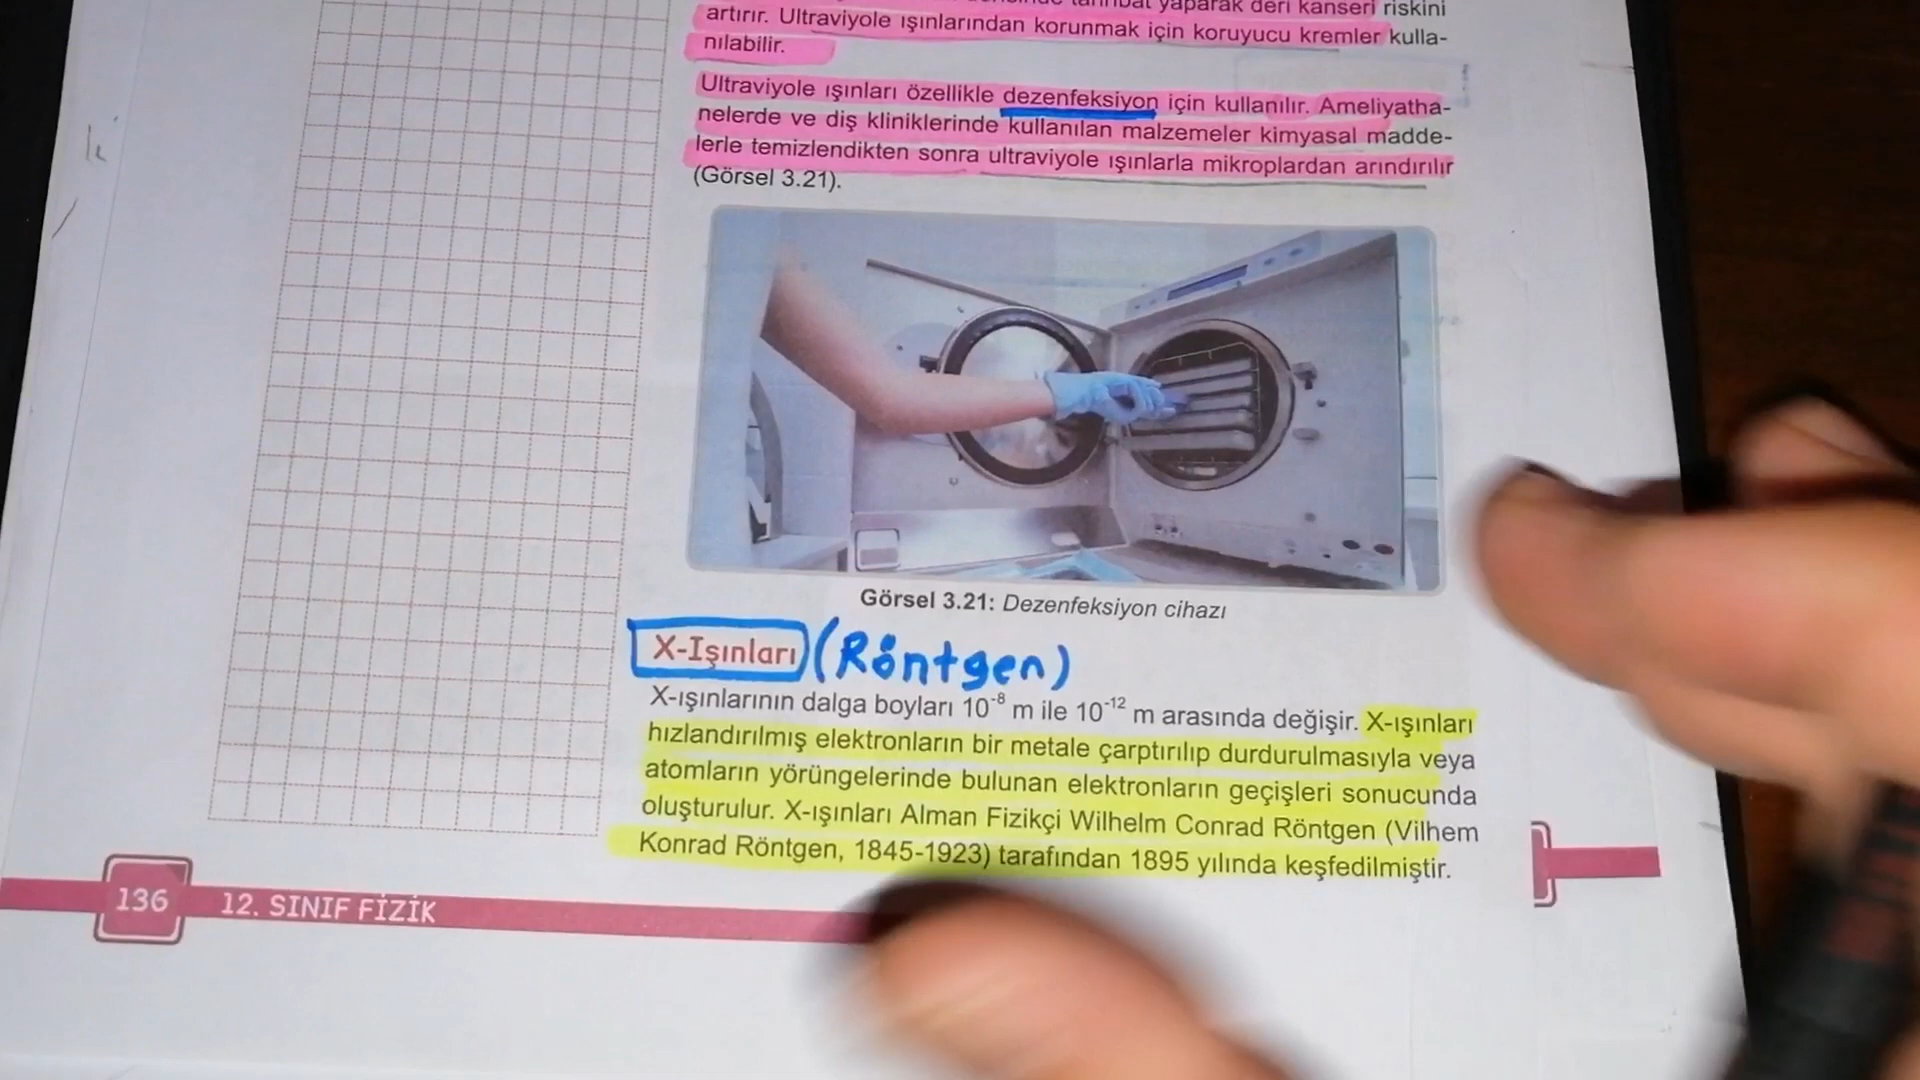 yaparak deri kanseri riskini
artırır. Ultraviyole ışınlarından korunmak için koruyucu kremler kulla-
nılabilir.
Ultraviyole ışınları özellikle dezenfeksiyon için kullanılır. Ameliyatha-
nelerde ve diş kliniklerinde kullanılan malzemeler kimyasal madde-
lerle temizlendikten sonra ultraviyole ışınlarla mikroplardan arındırılır
(Görsel 3.21).
Görsel 3.21: Dezenfeksiyon cihazı
X-Işınları (Röntgen)
X-ışınlarının dalga boyları 10⁻⁸ m ile 10⁻¹² m arasında değişir. X-ışınları
hızlandırılmış elektronların bir metale çarptırılıp durdurulmasıyla veya
atomların yörüngelerinde bulunan elektronların geçişleri sonucunda
oluşturulur. X-ışınları Alman Fizikçi Wilhelm Conrad Röntgen (Vilhem
Konrad Röntgen, 1845-1923) tarafından 1895 yılında keşfedilmiştir.
136 12. SINIF FİZİK